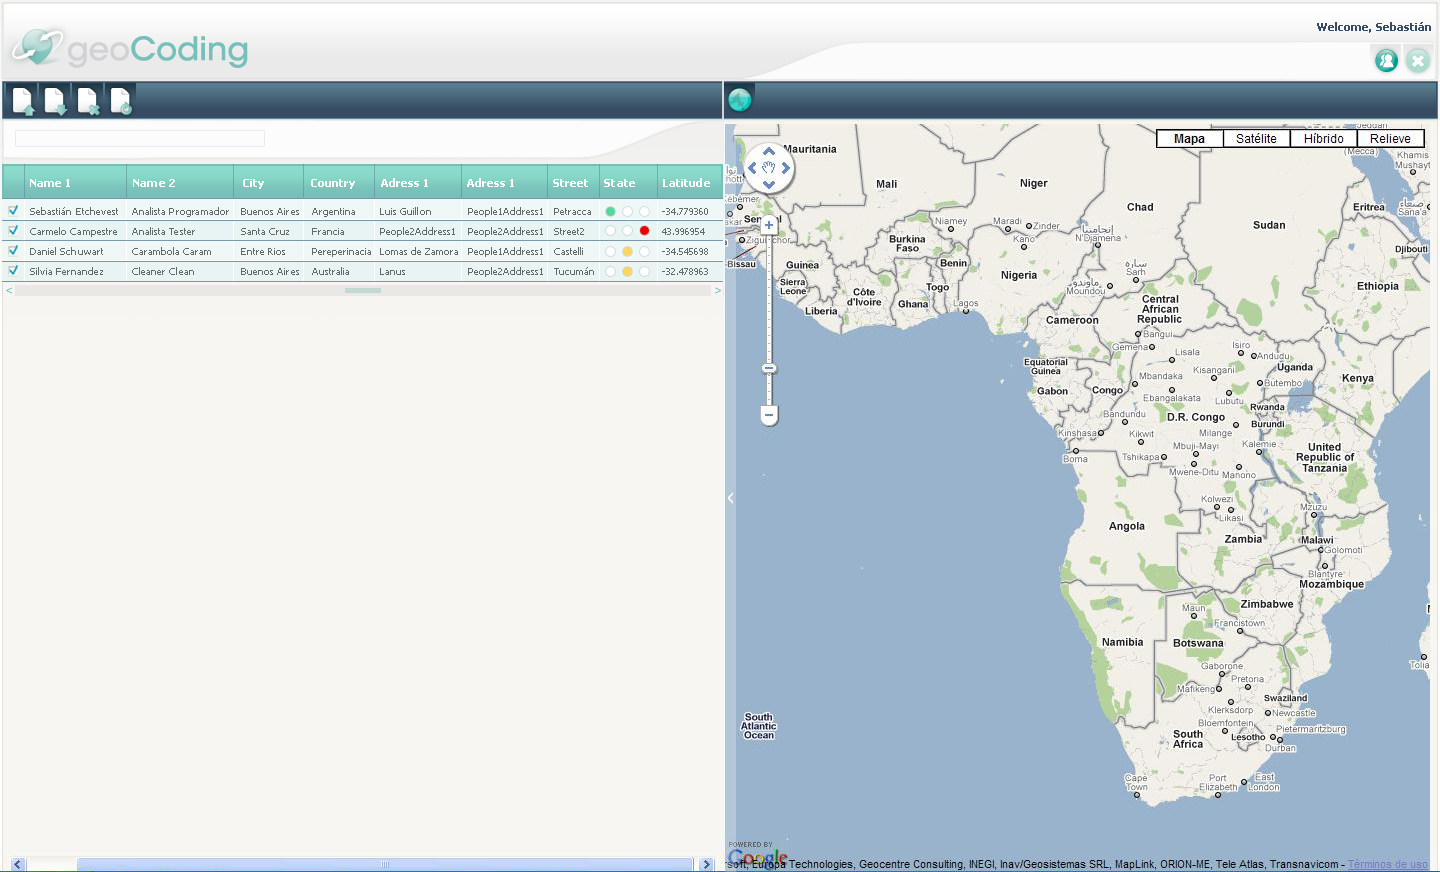 Welcome, Sebastián
geoCoding
Name 1 Name 2 City Country Adress 1 Adress 1 Street State Latitude
Sebastián Etchevest Analista Programador Buenos Aires Argentina Luis Guillon People1Address1 Petracca -34.779360
Carmelo Campestre Analista Tester Santa Cruz Francia People2Address1 People2Address1 Street2 43.996954
Daniel Schuwart Carambola Caram Entre Rios Pereperinacia Lomas de Zamora People1Address1 Castelli -34.545698
Silvia Fernandez Cleaner Clean Buenos Aires Australia Lanus People2Address1 Tucumán -32.478963
Mapa Satélite Híbrido Relieve
Jeddah
(Mecca)
Mauritania
Khamis
Mushayt
Mali
Niger
Chad
Eritrea
Sudan
Niamey
Maradi
Zinder
Kano
إنجامينا
N'Djamena
Ziguinchor
Bissau
Burkina
Faso
Djibouti
Guinea
Benin
Nigeria
ساره
Sarh
موندو
Moundou
Ethiopia
Sierra
Leone
Côte
d'Ivoire
Togo
Ghana
Lagos
Liberia
Central
African
Republic
Cameroon
Bangui
Gemena
Lisala
Isiro
Andudu
Equatorial
Guinea
Uganda
Kisangani
Mbandaka
Kenya
Butembo
Gabon
Congo
Ebangalakata
Lubutu
Rwanda
Bandundu
D.R. Congo
Burundi
Kinshasa
Kikwit
Milange
Mbuji-Mayi
Kalemie
Boma
Tshikapa
United
Republic of
Tanzania
Mwene-Ditu
Manono
Kolwezi
Likasi
Mzuzu
Angola
Zambia
Malawi
Golomoti
Blantyre
Mozambique
Maun
Zimbabwe
Francistown
Namibia
Botswana
Gaborone
Tolia
Pretoria
Mafikeng
Swaziland
Klerksdorp
Newcastle
South
Atlantic
Ocean
Bloemfontein
Pietermaritzburg
South
Africa
Lesotho
Durban
Cape
Town
Port
Elizabeth
East
London
POWERED BY
Google
rsoft, Europa Technologies, Geocentre Consulting, INEGI, Inav/Geosistemas SRL, MapLink, ORION-ME, Tele Atlas, Transnavicom - Términos de uso